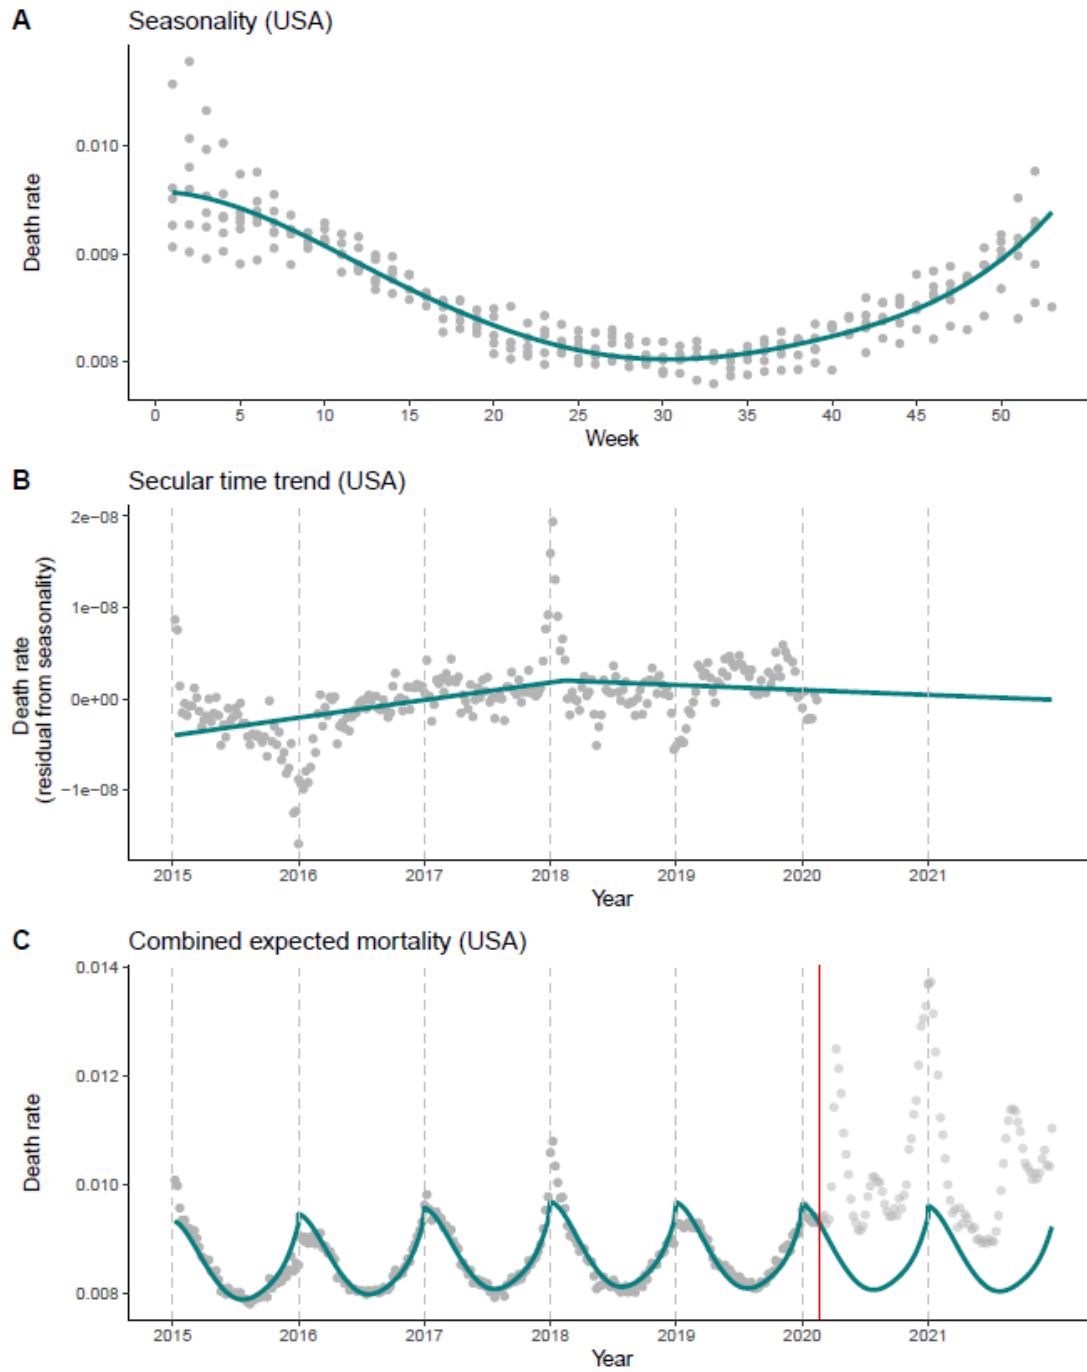 A Seasonality (USA)
0.010
0.009
0.008
Death rate
0 5 10 15 20 25 30 35 40 45 50
Week
B Secular time trend (USA)
2e−08
1e−08
0e+00
−1e−08
Death rate
(residual from seasonality)
2015 2016 2017 2018 2019 2020 2021
Year
C Combined expected mortality (USA)
0.014
0.012
0.010
0.008
Death rate
2015 2016 2017 2018 2019 2020 2021
Year